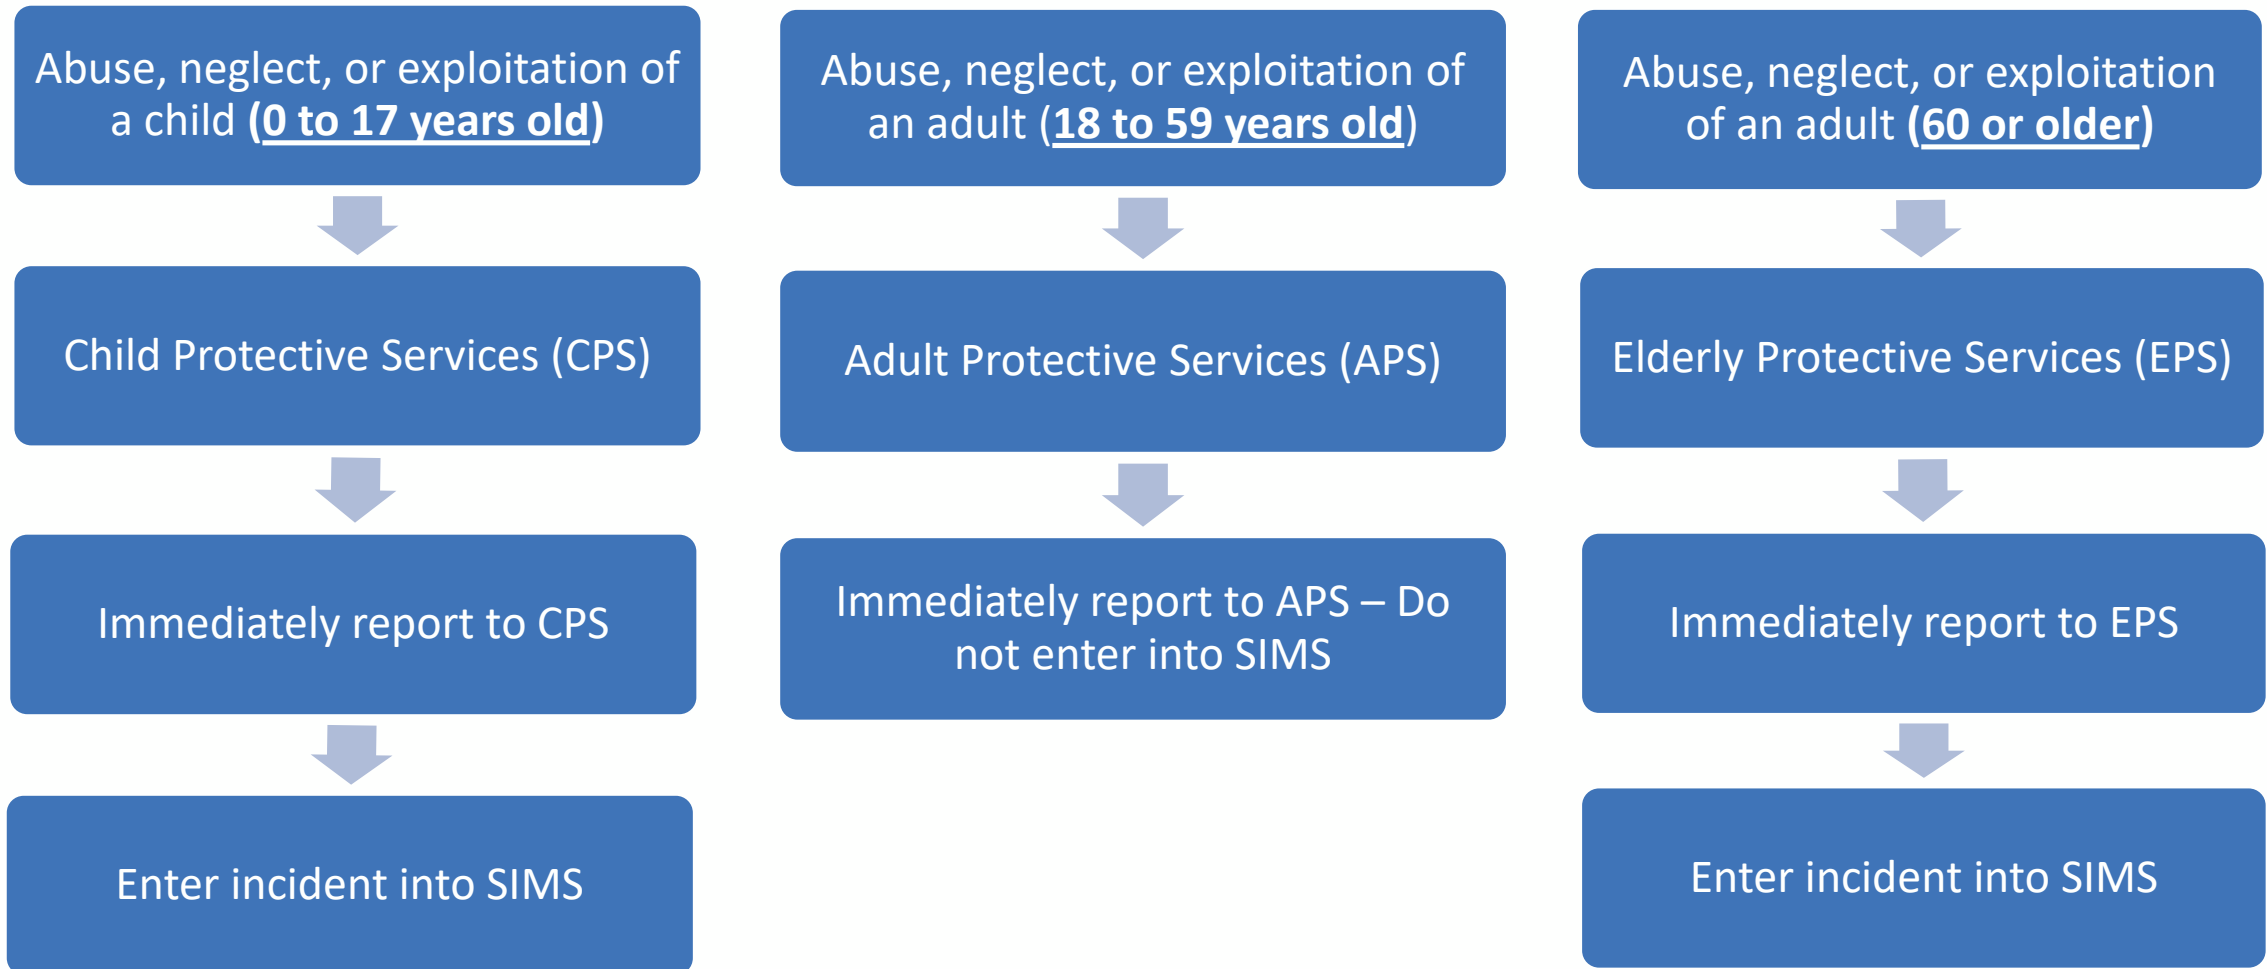 Abuse, neglect, or exploitation of
a child (0 to 17 years old)
Child Protective Services (CPS)
Immediately report to CPS
Enter incident into SIMS
Abuse, neglect, or exploitation of
an adult (18 to 59 years old)
Adult Protective Services (APS)
Immediately report to APS – Do
not enter into SIMS
Abuse, neglect, or exploitation
of an adult (60 or older)
Elderly Protective Services (EPS)
Immediately report to EPS
Enter incident into SIMS